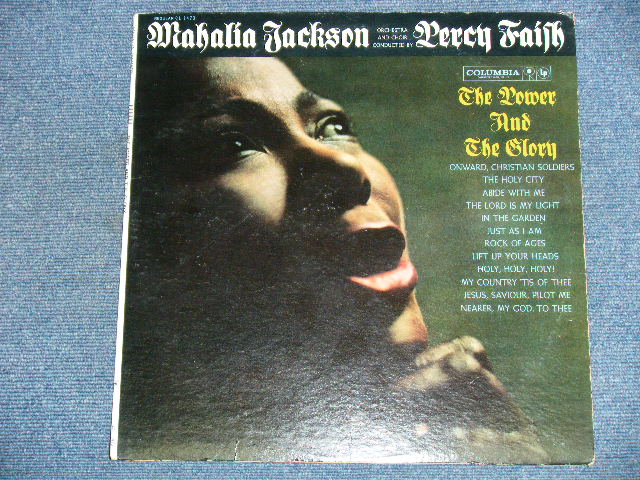 REGULAR CL 1473
Mahalia Jackson ORCHESTRA AND CHOIR CONDUCTED BY Percy Faith
COLUMBIA
The Power
And
The Glory
ONWARD, CHRISTIAN SOLDIERS
THE HOLY CITY
ABIDE WITH ME
THE LORD IS MY LIGHT
IN THE GARDEN
JUST AS I AM
ROCK OF AGES
LIFT UP YOUR HEADS
HOLY, HOLY, HOLY!
MY COUNTRY 'TIS OF THEE
JESUS, SAVIOUR, PILOT ME
NEARER, MY GOD, TO THEE